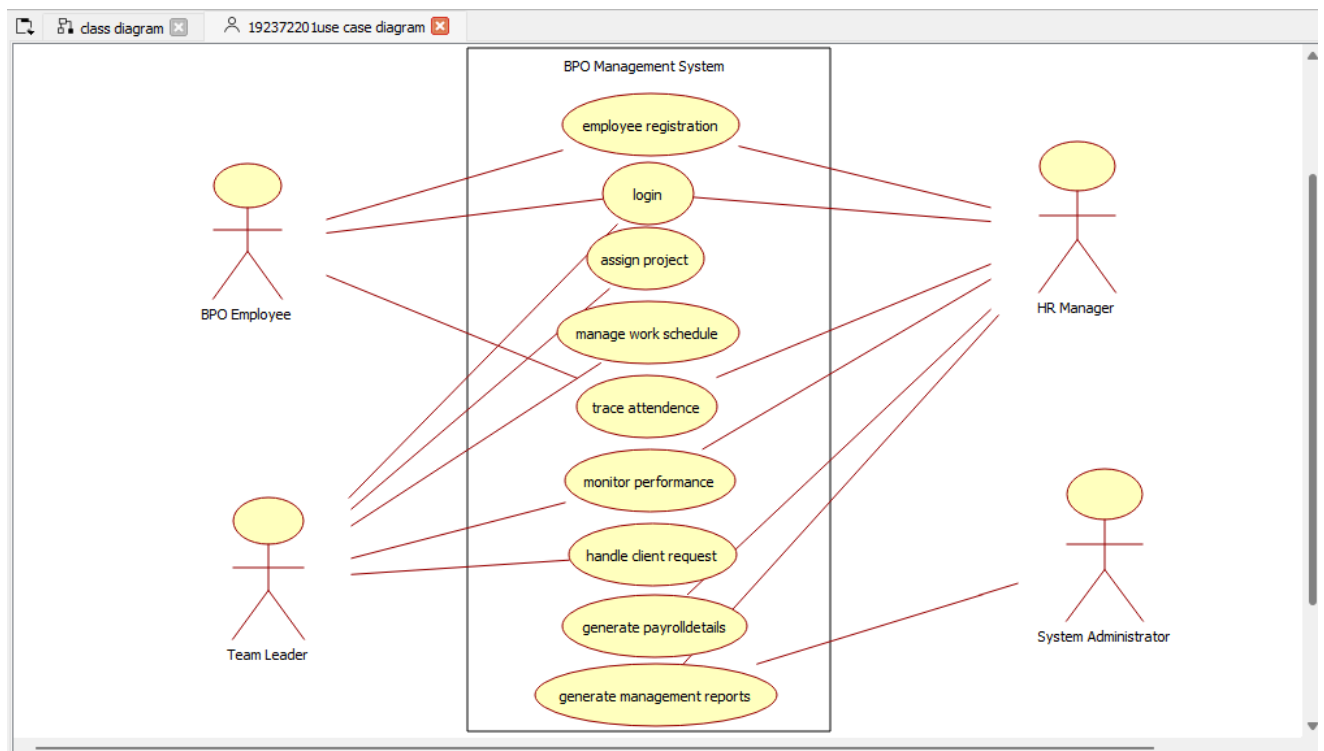 class diagram
192372201use case diagram
BPO Management System
employee registration
login
assign project
BPO Employee
HR Manager
manage work schedule
trace attendence
monitor performance
handle client request
generate payrolldetails
System Administrator
Team Leader
generate management reports